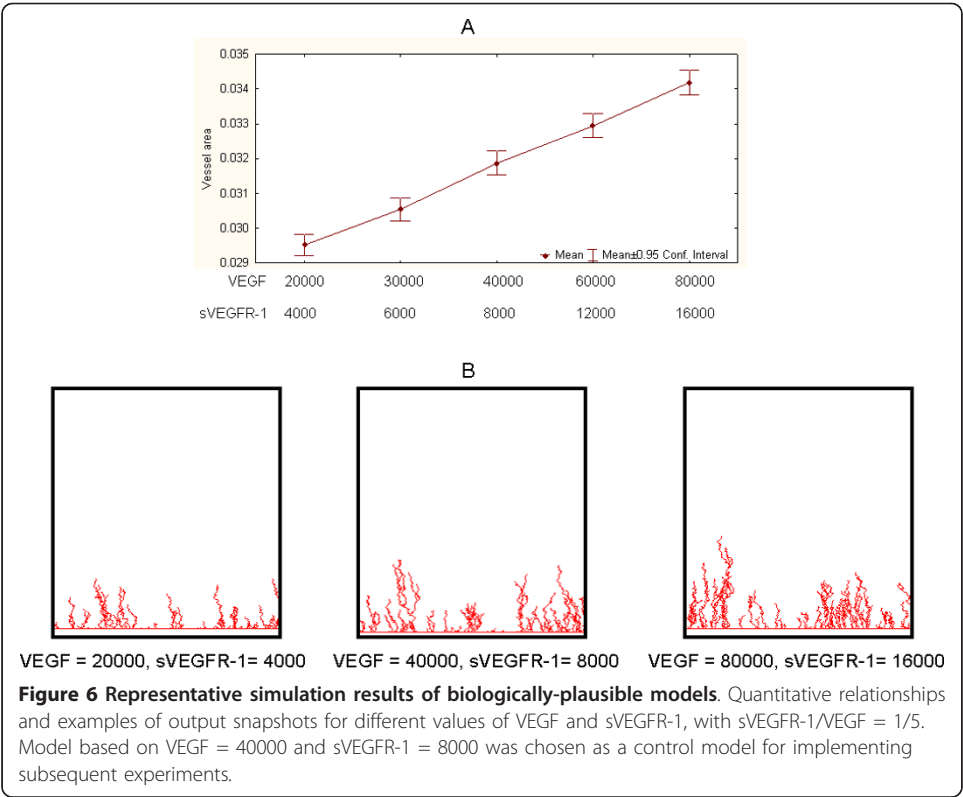 A
0.035
0.034
0.033
0.032
0.031
0.030
0.029
Vessel area
Mean Mean±0.95 Conf. Interval
VEGF 20000 30000 40000 60000 80000
sVEGFR-1 4000 6000 8000 12000 16000
B
VEGF = 20000, sVEGFR-1= 4000 VEGF = 40000, sVEGFR-1= 8000 VEGF = 80000, sVEGFR-1= 16000
Figure 6 Representative simulation results of biologically-plausible models. Quantitative relationships
and examples of output snapshots for different values of VEGF and sVEGFR-1, with sVEGFR-1/VEGF = 1/5.
Model based on VEGF = 40000 and sVEGFR-1 = 8000 was chosen as a control model for implementing
subsequent experiments.